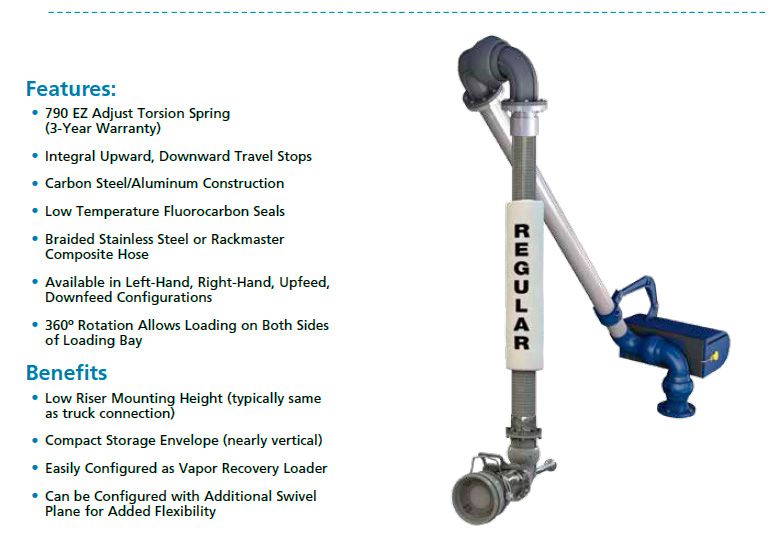 Features:
• 790 EZ Adjust Torsion Spring
(3-Year Warranty)
• Integral Upward, Downward Travel Stops
• Carbon Steel/Aluminum Construction
• Low Temperature Fluorocarbon Seals
• Braided Stainless Steel or Rackmaster
Composite Hose
• Available in Left-Hand, Right-Hand, Upfeed,
Downfeed Configurations
• 360º Rotation Allows Loading on Both Sides
of Loading Bay
Benefits
• Low Riser Mounting Height (typically same
as truck connection)
• Compact Storage Envelope (nearly vertical)
• Easily Configured as Vapor Recovery Loader
• Can be Configured with Additional Swivel
Plane for Added Flexibility
REGULAR